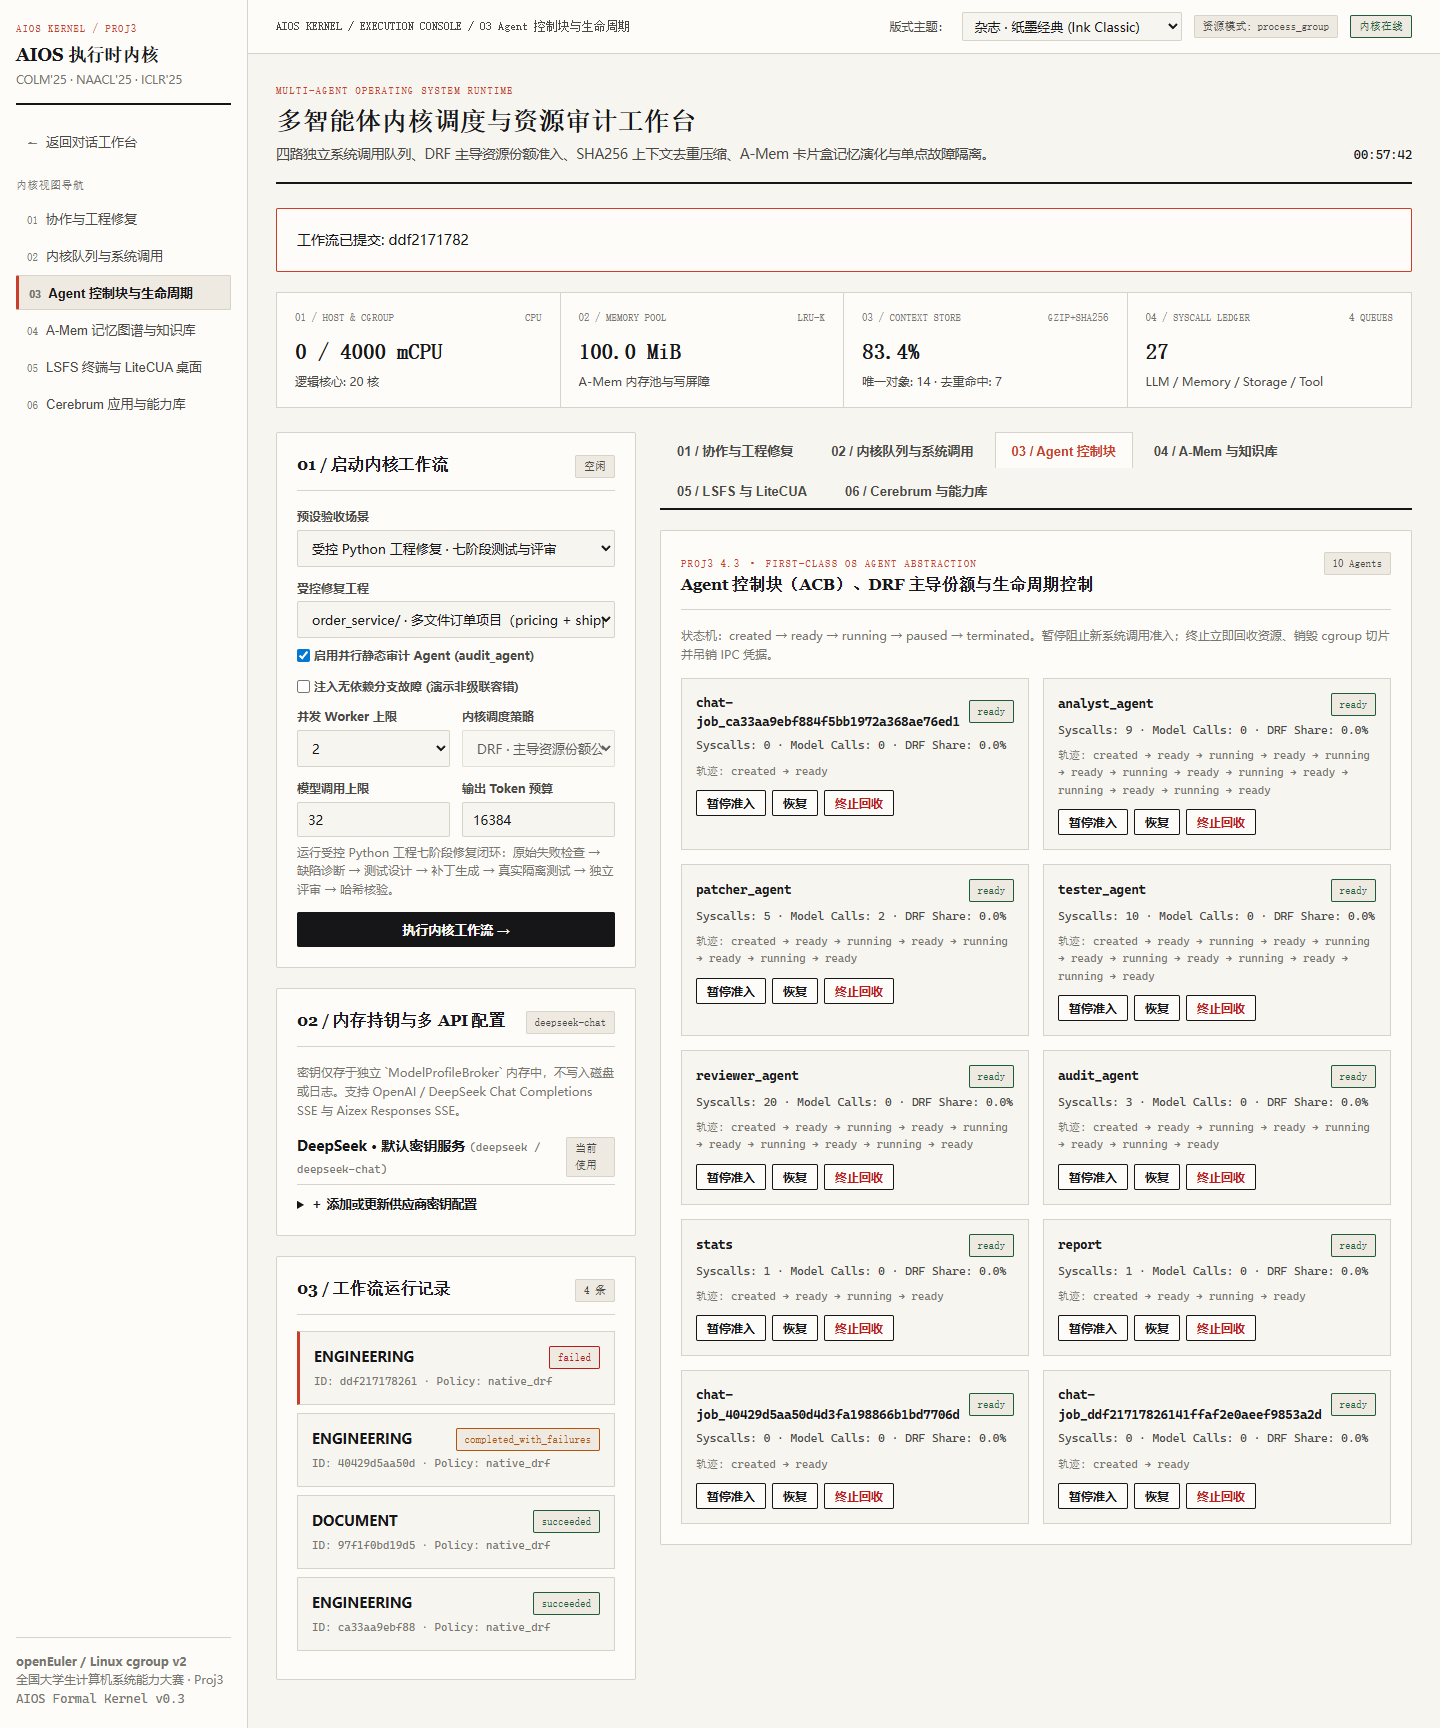 AIOS KERNEL / PROJ3
AIOS 执行时内核
COLM'25 · NAACL'25 · ICLR'25
← 返回对话工作台
内核视图导航
01 协作与工程修复
02 内核队列与系统调用
03 Agent 控制块与生命周期
04 A-Mem 记忆图谱与知识库
05 LSFS 终端与 LiteCUA 桌面
06 Cerebrum 应用与能力库
openEuler / Linux cgroup v2
全国大学生计算机系统能力大赛 · Proj3
AIOS Formal Kernel v0.3
AIOS KERNEL / EXECUTION CONSOLE / 03 Agent 控制块与生命周期
版式主题:
杂志 · 纸墨经典 (Ink Classic)
资源模式: process_group
内核在线
MULTI-AGENT OPERATING SYSTEM RUNTIME
多智能体内核调度与资源审计工作台
四路独立系统调用队列、DRF 主导资源份额准入、SHA256 上下文去重压缩、A-Mem 卡片盒记忆演化与单点故障隔离。
00:57:42
工作流已提交: ddf2171782
01 / HOST & CGROUP CPU
0 / 4000 mCPU
逻辑核心: 20 核
02 / MEMORY POOL LRU-K
100.0 MiB
A-Mem 内存池与写屏障
03 / CONTEXT STORE GZIP+SHA256
83.4%
唯一对象: 14 · 去重命中: 7
04 / SYSCALL LEDGER 4 QUEUES
27
LLM / Memory / Storage / Tool
01 / 启动内核工作流
空闲
预设验收场景
受控 Python 工程修复 · 七阶段测试与评审
受控修复工程
order_service/ · 多文件订单项目（pricing + ship
启用并行静态审计 Agent (audit_agent)
注入无依赖分支故障 (演示非级联容错)
并发 Worker 上限
2
内核调度策略
DRF · 主导资源份额公
模型调用上限
32
输出 Token 预算
16384
运行受控 Python 工程七阶段修复闭环：原始失败检查 →
缺陷诊断 → 测试设计 → 补丁生成 → 真实隔离测试 → 独立
评审 → 哈希核验。
执行内核工作流 →
02 / 内存持钥与多 API 配置
deepseek-chat
密钥仅存于独立 `ModelProfileBroker` 内存中，不写入磁盘
或日志。支持 OpenAI / DeepSeek Chat Completions
SSE 与 Aizex Responses SSE。
DeepSeek • 默认密钥服务 (deepseek /
deepseek-chat)
当前
使用
▶ + 添加或更新供应商密钥配置
03 / 工作流运行记录
4 条
ENGINEERING
failed
ID: ddf217178261 · Policy: native_drf
ENGINEERING
completed_with_failures
ID: 40429d5aa50d · Policy: native_drf
DOCUMENT
succeeded
ID: 97f1f0bd19d5 · Policy: native_drf
ENGINEERING
succeeded
ID: ca33aa9ebf88 · Policy: native_drf
01 / 协作与工程修复
02 / 内核队列与系统调用
03 / Agent 控制块
04 / A-Mem 与知识库
05 / LSFS 与 LiteCUA
06 / Cerebrum 与能力库
PROJ3 4.3 • FIRST-CLASS OS AGENT ABSTRACTION
Agent 控制块（ACB）、DRF 主导份额与生命周期控制
10 Agents
状态机：created → ready → running → paused → terminated。暂停阻止新系统调用准入；终止立即回收资源、销毁 cgroup 切片
并吊销 IPC 凭据。
chat-
job_ca33aa9ebf884f5bb1972a368ae76ed1
ready
Syscalls: 0 · Model Calls: 0 · DRF Share: 0.0%
轨迹: created → ready
暂停准入 恢复 终止回收
analyst_agent
ready
Syscalls: 9 · Model Calls: 0 · DRF Share: 0.0%
轨迹: created → ready → running → ready → running
→ ready → running → ready → running → ready →
running → ready → running → ready
暂停准入 恢复 终止回收
patcher_agent
ready
Syscalls: 5 · Model Calls: 2 · DRF Share: 0.0%
轨迹: created → ready → running → ready → running
→ ready → running → ready
暂停准入 恢复 终止回收
tester_agent
ready
Syscalls: 10 · Model Calls: 0 · DRF Share: 0.0%
轨迹: created → ready → running → ready → running
→ ready → running → ready → running → ready →
running → ready
暂停准入 恢复 终止回收
reviewer_agent
ready
Syscalls: 20 · Model Calls: 0 · DRF Share: 0.0%
轨迹: created → ready → running → ready → running
→ ready → running → ready → running → ready
暂停准入 恢复 终止回收
audit_agent
ready
Syscalls: 3 · Model Calls: 0 · DRF Share: 0.0%
轨迹: created → ready → running → ready → running
→ ready → running → ready
暂停准入 恢复 终止回收
stats
ready
Syscalls: 1 · Model Calls: 0 · DRF Share: 0.0%
轨迹: created → ready → running → ready
暂停准入 恢复 终止回收
report
ready
Syscalls: 1 · Model Calls: 0 · DRF Share: 0.0%
轨迹: created → ready → running → ready
暂停准入 恢复 终止回收
chat-
job_40429d5aa50d4d3fa198866b1bd7706d
ready
Syscalls: 0 · Model Calls: 0 · DRF Share: 0.0%
轨迹: created → ready
暂停准入 恢复 终止回收
chat-
job_ddf21717826141ffaf2e0aeef9853a2d
ready
Syscalls: 0 · Model Calls: 0 · DRF Share: 0.0%
轨迹: created → ready
暂停准入 恢复 终止回收